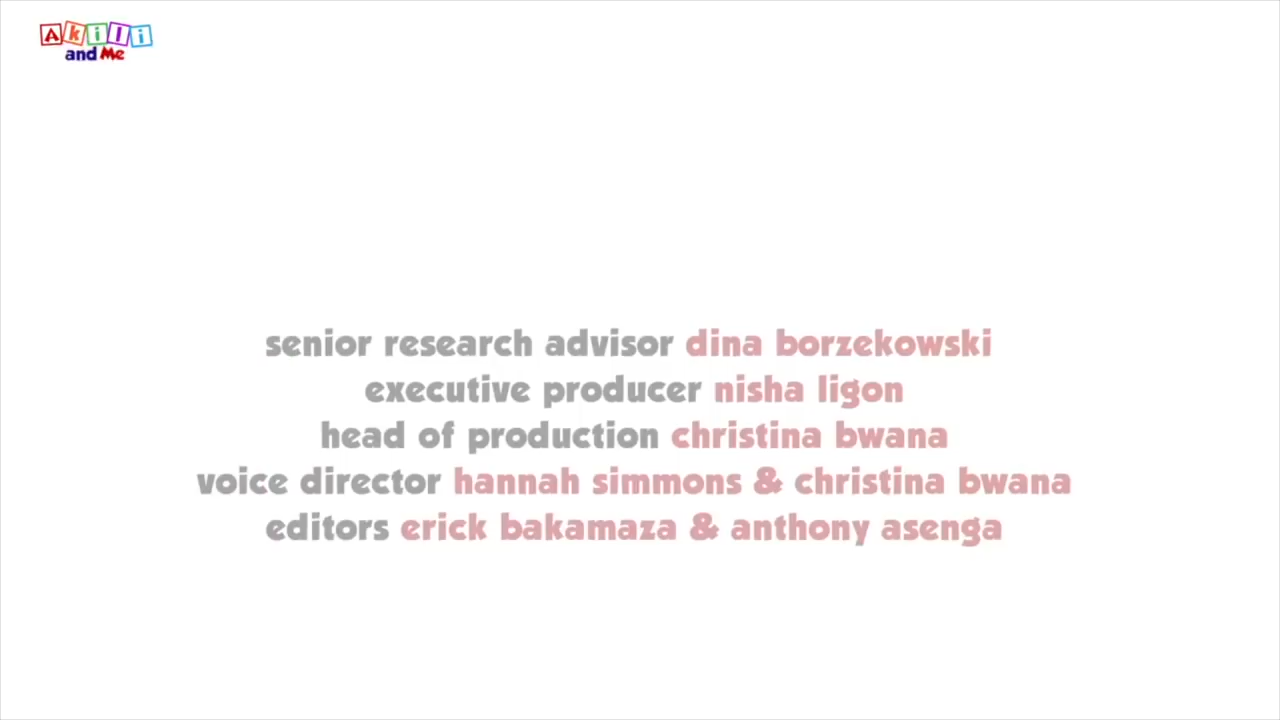 Akili
and Me
senior research advisor dina borzekowski
executive producer nisha ligon
head of production christina bwana
voice director hannah simmons & christina bwana
editors erick bakamaza & anthony asenga